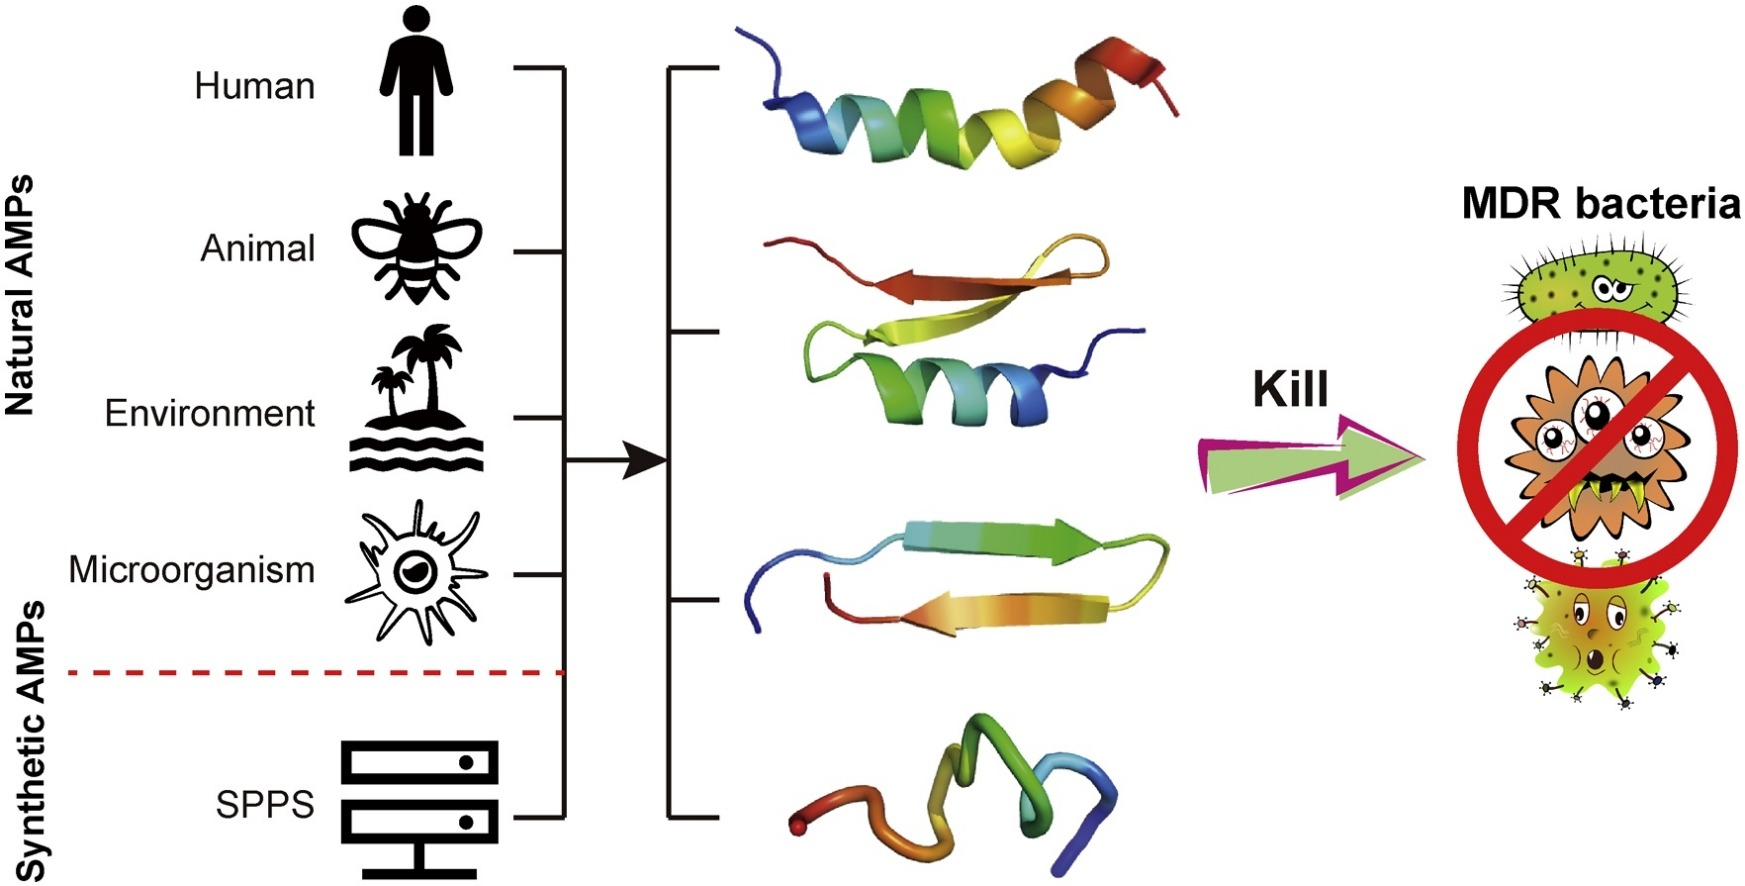 Natural AMPs
Human
Animal
Environment
Microorganism
Synthetic AMPs
SPPS
Kill
MDR bacteria